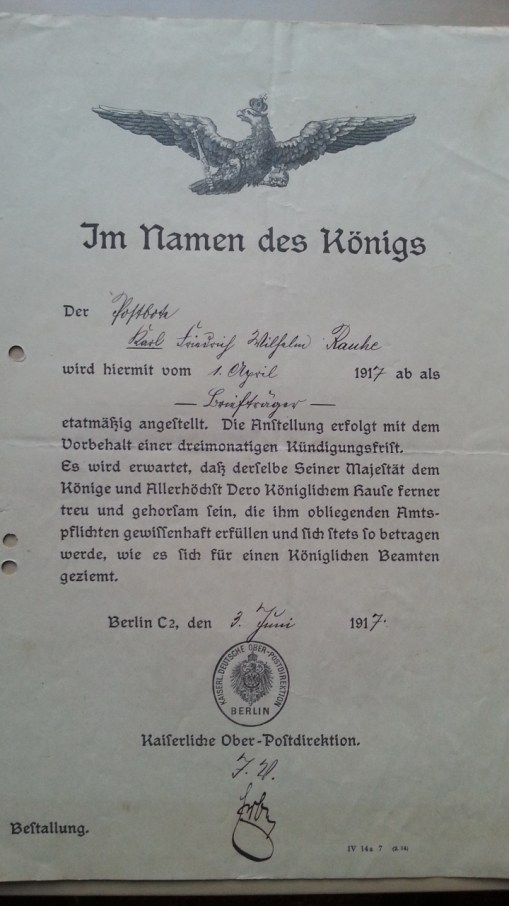 Im Namen des Königs
Der Postbote
Karl Friedrich Wilhelm Rauhe
wird hiermit vom 1. April 1917 ab als
— Briefträger —
etatmäßig angestellt. Die Anstellung erfolgt mit dem
Vorbehalt einer dreimonatigen Kündigungsfrist.
Es wird erwartet, daß derselbe Seiner Majestät dem
Könige und Allerhöchst Dero Königlichem Hause ferner
treu und gehorsam sein, die ihm obliegenden Amts-
pflichten gewissenhaft erfüllen und sich stets so betragen
werde, wie es sich für einen Königlichen Beamten
geziemt.
Berlin C2, den 3. Juni 1917.
KAISERL. DEUTSCHE OBER-POSTDIREKTION
BERLIN
Kaiserliche Ober-Postdirektion.
I. V.
Bestallung.
IV 14a 7